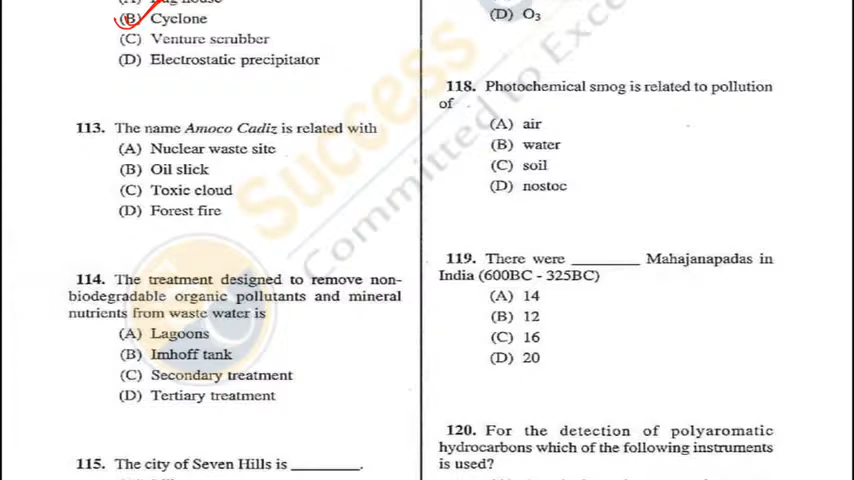 (B) Cyclone
(C) Venture scrubber
(D) Electrostatic precipitator
113. The name Amoco Cadiz is related with
(A) Nuclear waste site
(B) Oil slick
(C) Toxic cloud
(D) Forest fire
114. The treatment designed to remove non-
biodegradable organic pollutants and mineral
nutrients from waste water is
(A) Lagoons
(B) Imhoff tank
(C) Secondary treatment
(D) Tertiary treatment
115. The city of Seven Hills is ________.
(D) O₃
118. Photochemical smog is related to pollution
of
(A) air
(B) water
(C) soil
(D) nostoc
119. There were ________ Mahajanapadas in
India (600BC - 325BC)
(A) 14
(B) 12
(C) 16
(D) 20
120. For the detection of polyaromatic
hydrocarbons which of the following instruments
is used?
Success
Committed to Excel